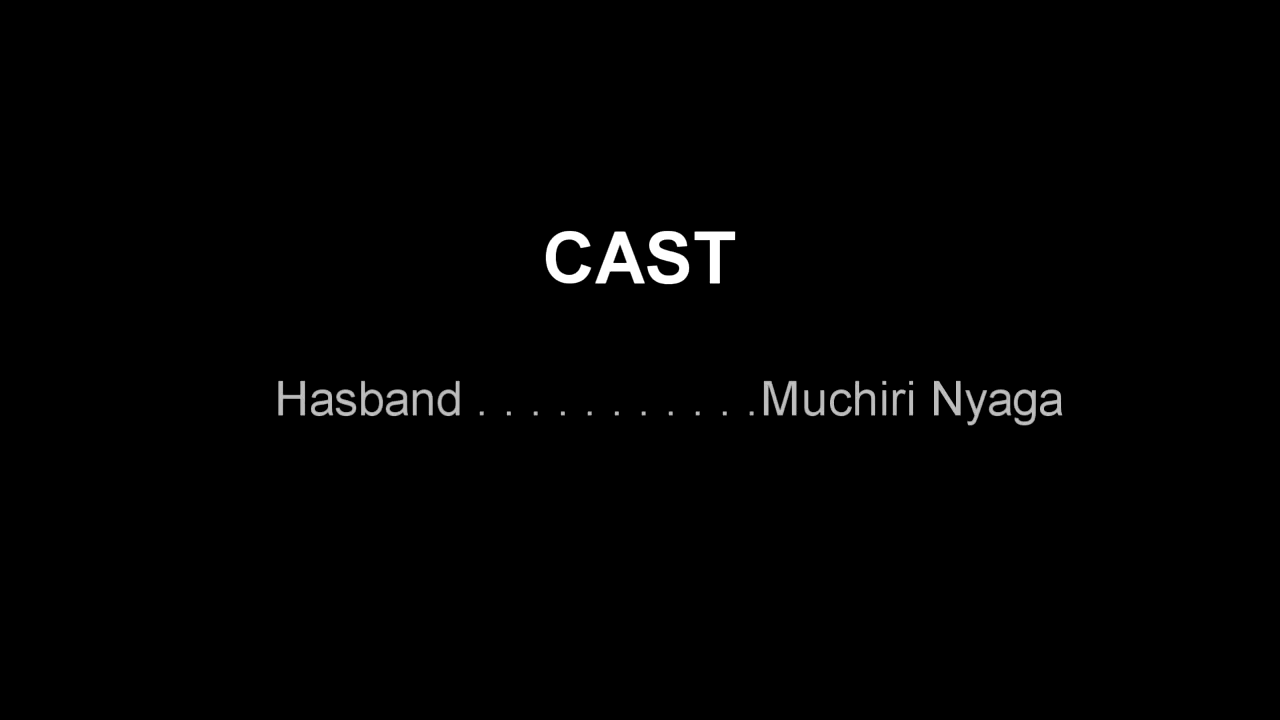 CAST
Hasband . . . . . . . . . . .Muchiri Nyaga